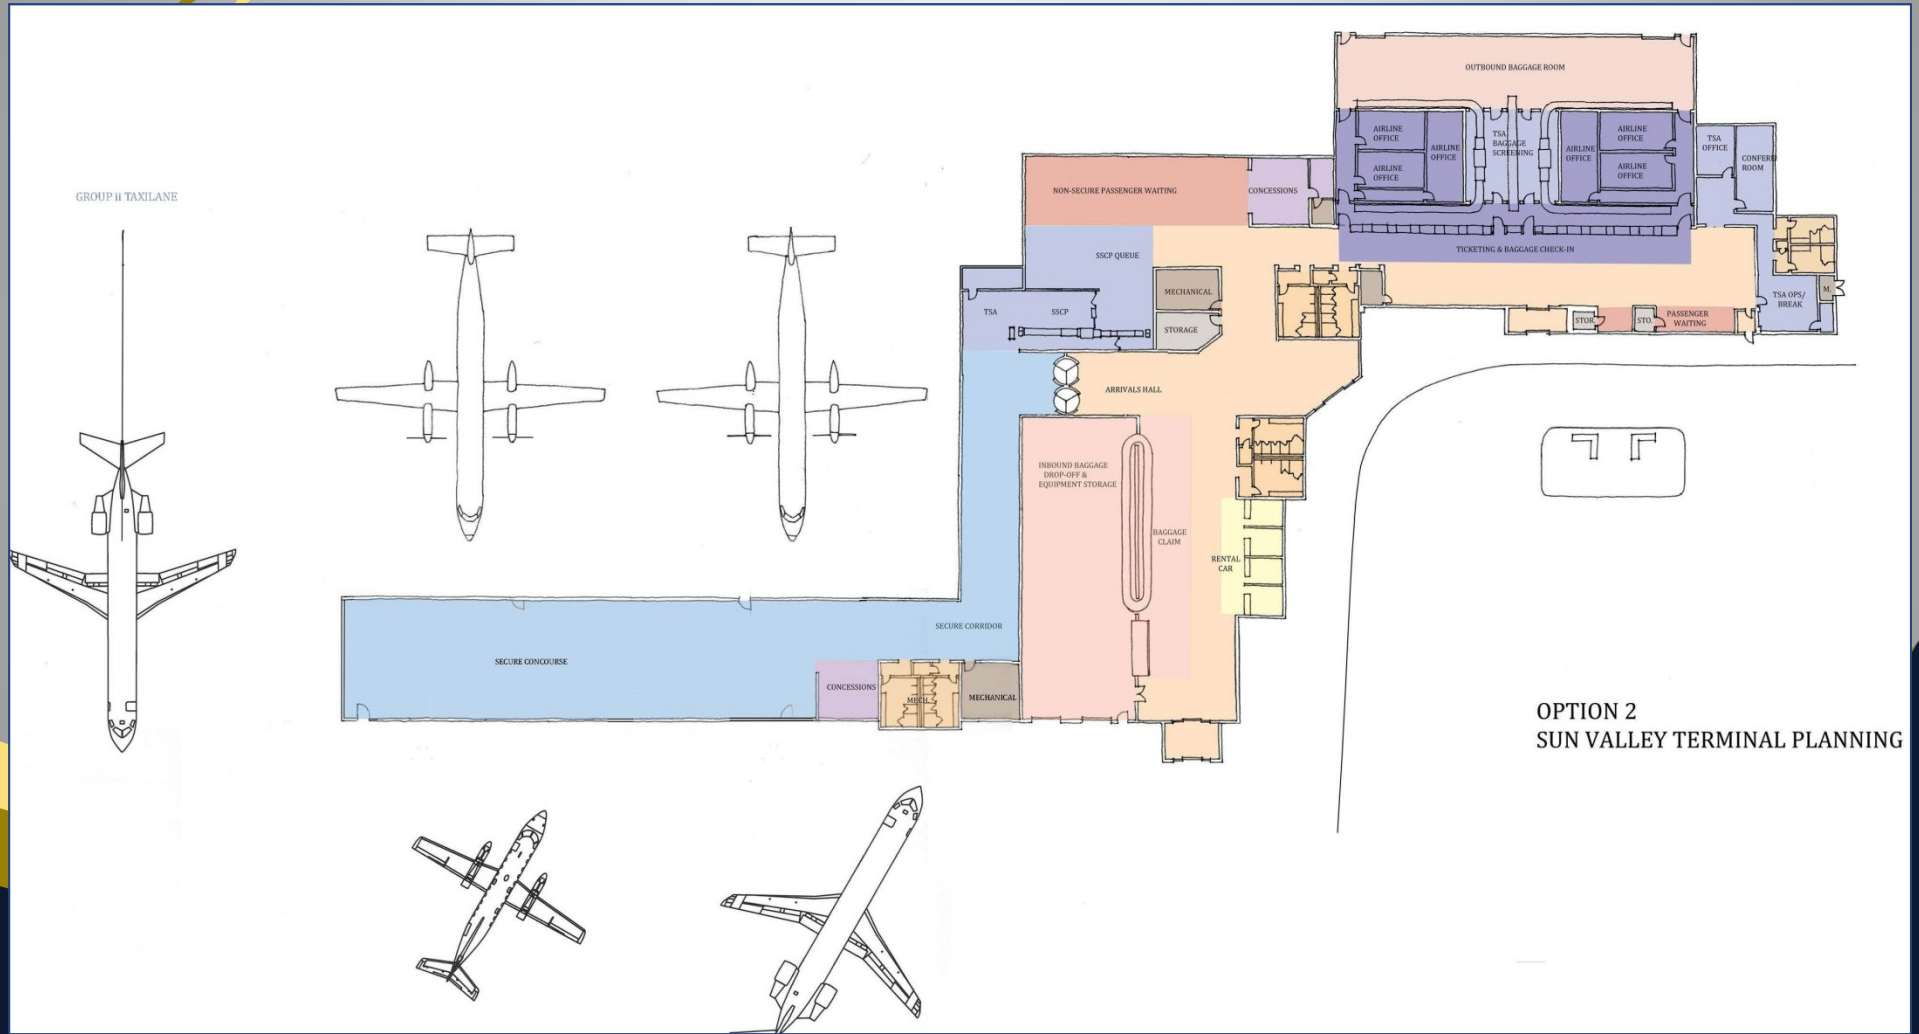 OUTBOUND BAGGAGE ROOM
AIRLINE
OFFICE
AIRLINE
OFFICE
AIRLINE
OFFICE
TSA
BAGGAGE
SCREENING
AIRLINE
OFFICE
AIRLINE
OFFICE
AIRLINE
OFFICE
TSA
OFFICE
CONFER
ROOM
GROUP ii TAXILANE
NON-SECURE PASSENGER WAITING
CONCESSIONS
TICKETING & BAGGAGE CHECK-IN
SSCP QUEUE
MECHANICAL
TSA OPS/
BREAK
M.
TSA
SSCP
STORAGE
STOR.
STO.
PASSENGER
WAITING
ARRIVALS HALL
INBOUND BAGGAGE
DROP-OFF &
EQUIPMENT STORAGE
BAGGAGE
CLAIM
RENTAL
CAR
SECURE CORRIDOR
SECURE CONCOURSE
CONCESSIONS
MECH.
MECHANICAL
OPTION 2
SUN VALLEY TERMINAL PLANNING